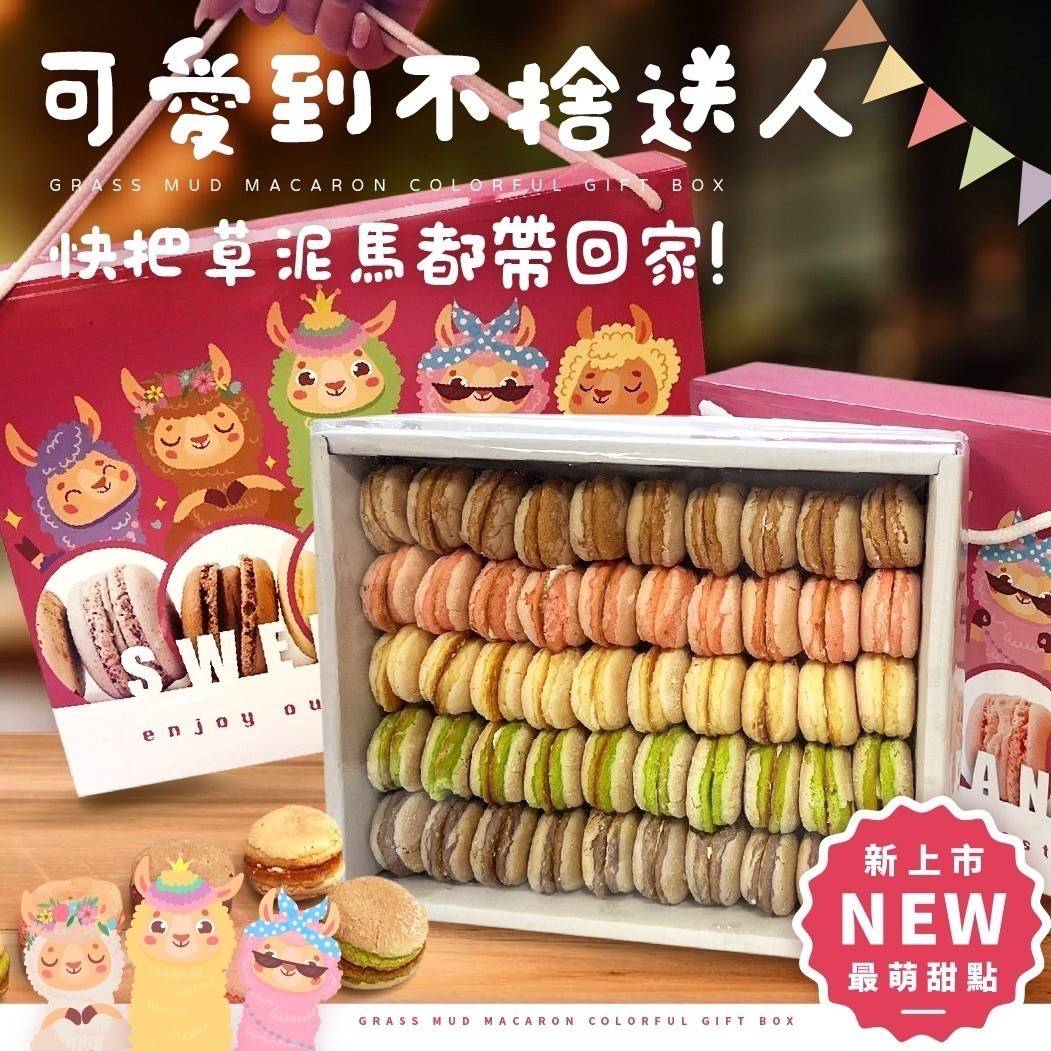 可愛到不捨送人
GRASS MUD MACARON COLORFUL GIFT BOX
快把草泥馬都帶回家!
SWE
enjoy ou
AN
st
新上市
NEW
最萌甜點
GRASS MUD MACARON COLORFUL GIFT BOX